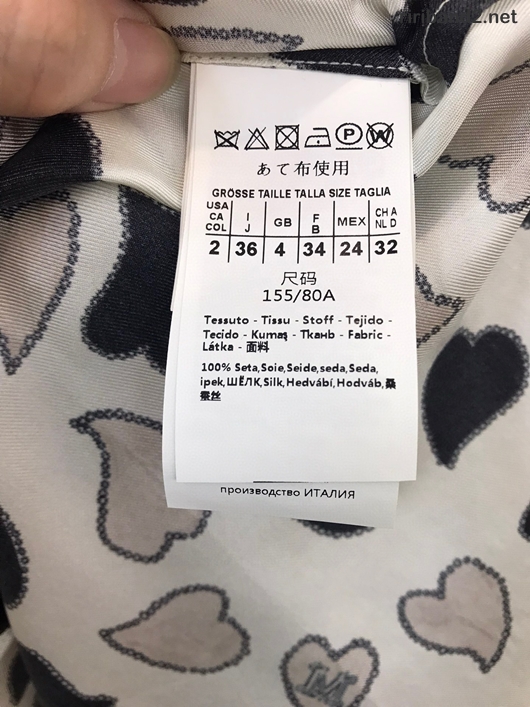 あて布使用
GRÖSSE TAILLE TALLA SIZE TAGLIA
USA CA COL I J GB F B MEX CH A NL D
2 36 4 34 24 32
尺码
155/80A
Tessuto - Tissu - Stoff - Tejido -
Tecido - Kumaş - Ткань - Fabric -
Látka - 面料
100% Seta,Soie,Seide,seda,Seda,
ipek,ШЁЛК,Silk,Hedvábí,Hodváb,桑
蚕丝
производство ИТАЛИЯ
M